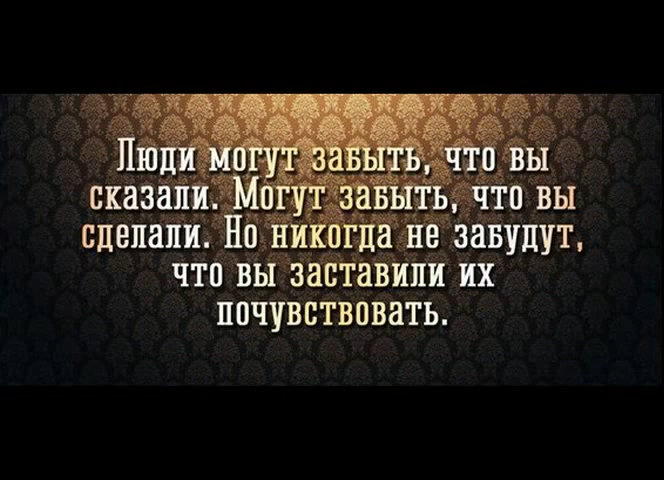 Люди могут забыть, что вы
сказали. Могут забыть, что вы
сделали. Но никогда не забудут,
что вы заставили их
почувствовать.